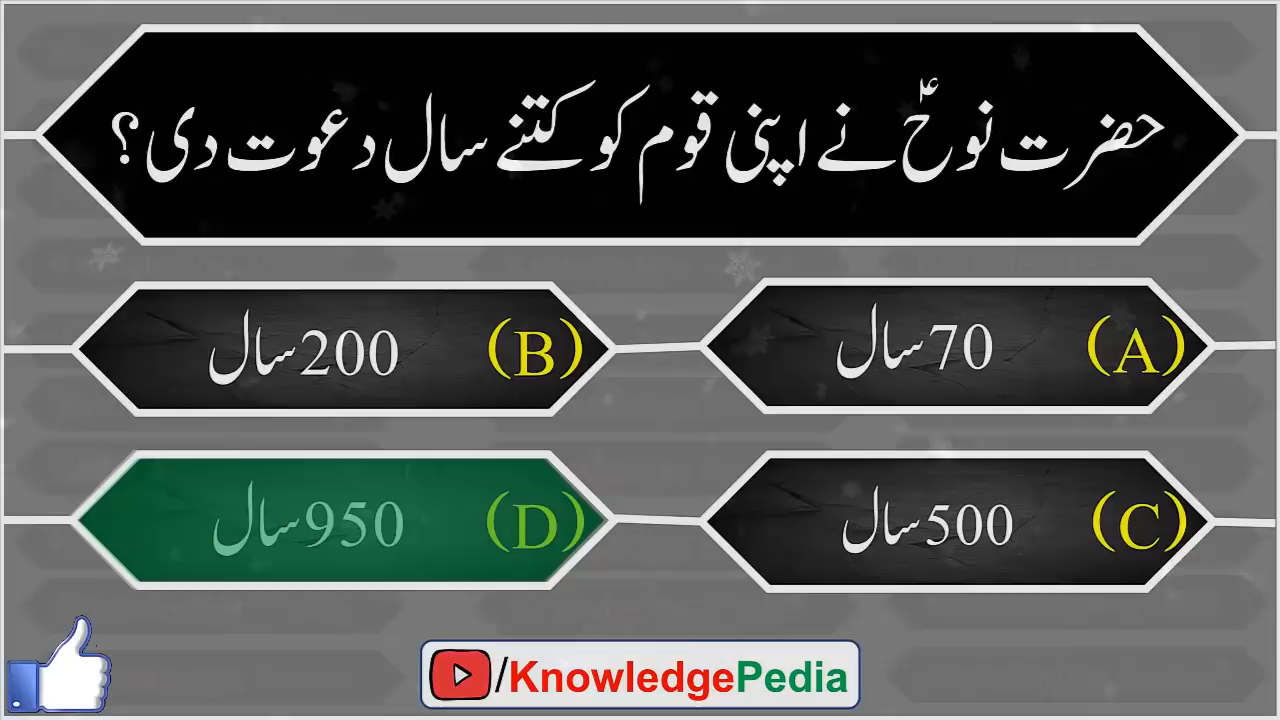 حضرت نوحؑ نے اپنی قوم کو کتنے سال دعوت دی؟
(A) 70سال
(B) 200سال
(C) 500سال
(D) 950سال
/KnowledgePedia